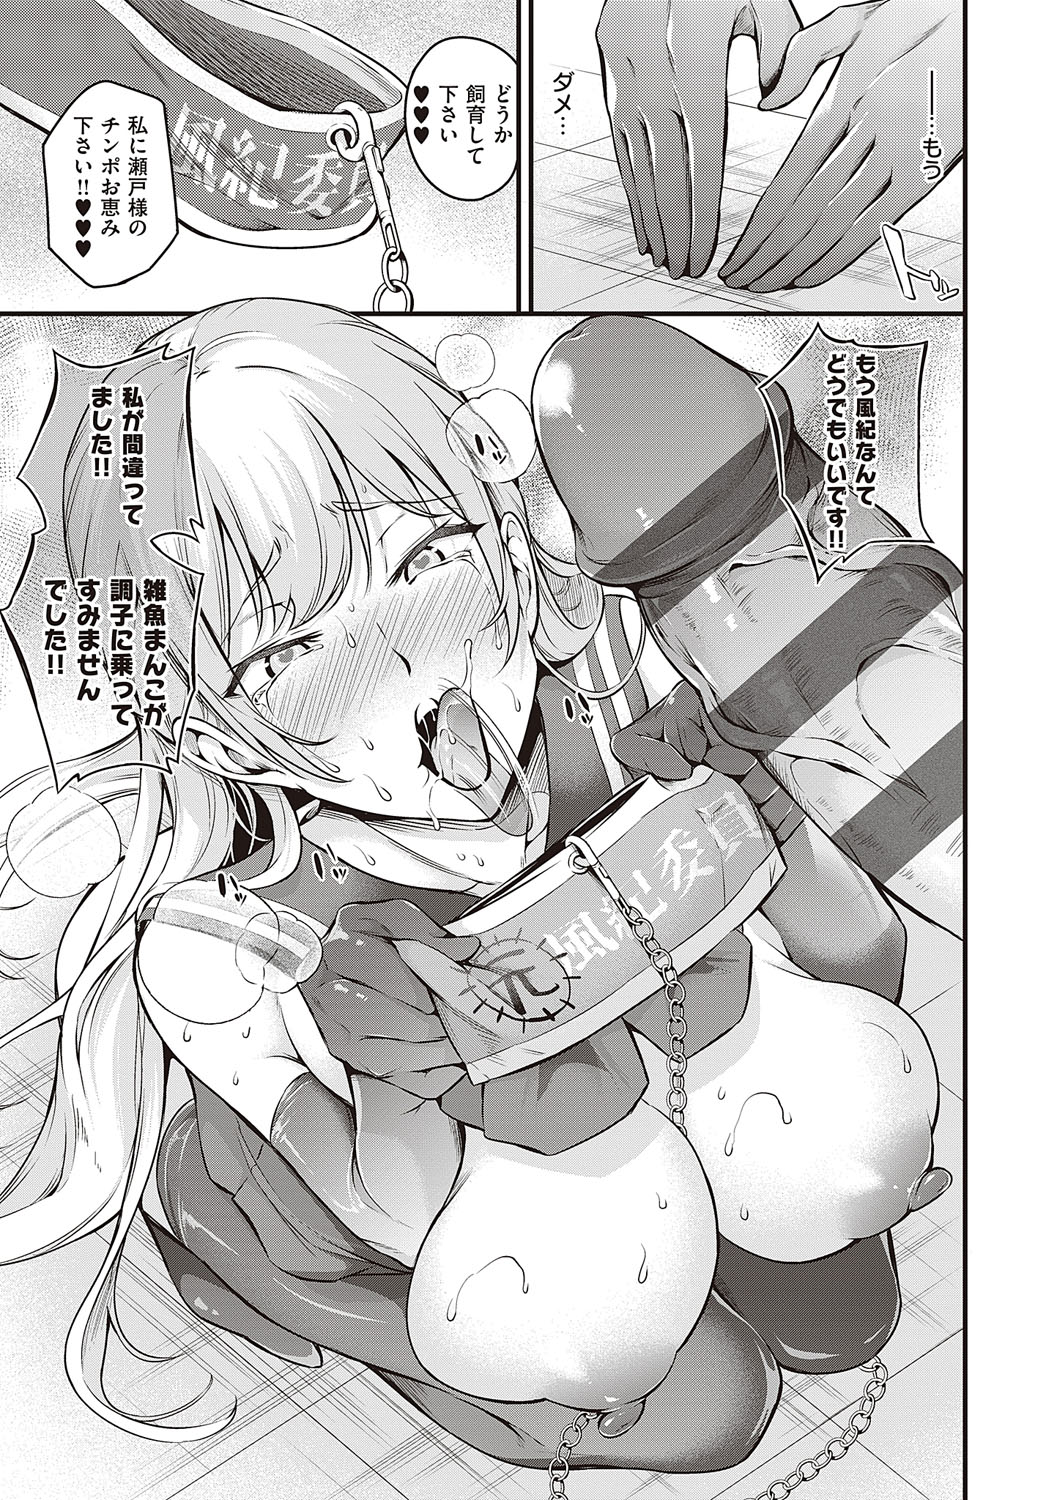 ――…もう
ダメ…
どうか
飼育して
下さい
♥♥♥
風紀委員
私に瀬戸様の
チンポお恵み
下さい!!♥♥♥
もう風紀なんて
どうでもいいです!!
私が間違って
ました!!
雑魚まんこが
調子に乗って
すみません
でした!!
元風紀委員